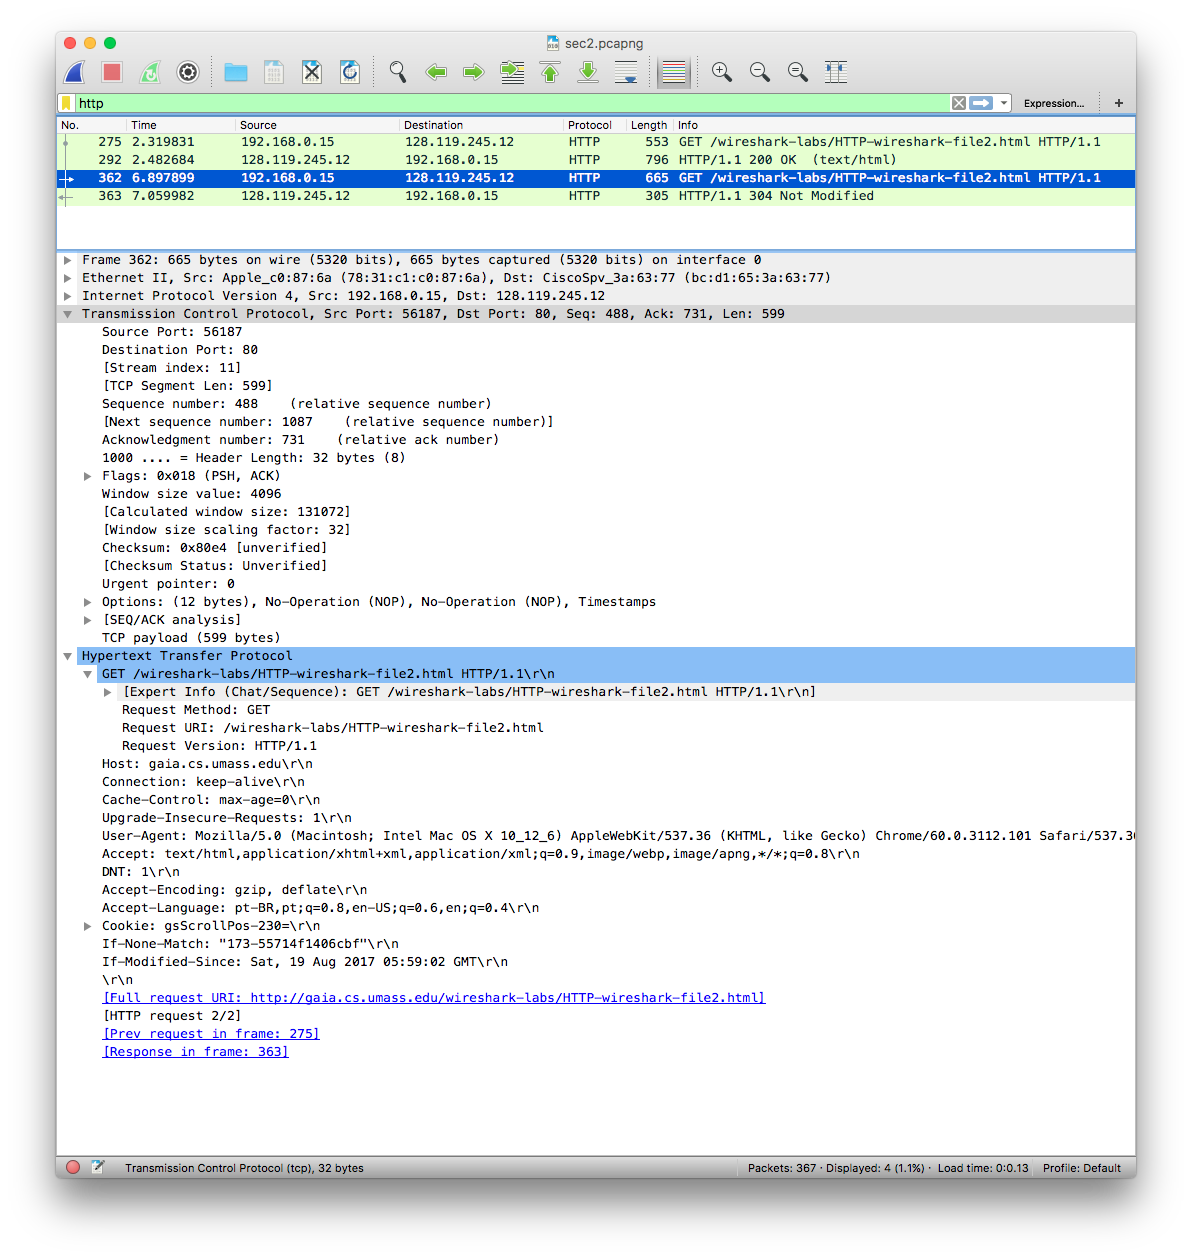 sec2.pcapng
http
Expression...
+
No. Time Source Destination Protocol Length Info
275 2.319831 192.168.0.15 128.119.245.12 HTTP 553 GET /wireshark-labs/HTTP-wireshark-file2.html HTTP/1.1
292 2.482684 128.119.245.12 192.168.0.15 HTTP 796 HTTP/1.1 200 OK (text/html)
362 6.897899 192.168.0.15 128.119.245.12 HTTP 665 GET /wireshark-labs/HTTP-wireshark-file2.html HTTP/1.1
363 7.059982 128.119.245.12 192.168.0.15 HTTP 305 HTTP/1.1 304 Not Modified
Frame 362: 665 bytes on wire (5320 bits), 665 bytes captured (5320 bits) on interface 0
Ethernet II, Src: Apple_c0:87:6a (78:31:c1:c0:87:6a), Dst: CiscoSpv_3a:63:77 (bc:d1:65:3a:63:77)
Internet Protocol Version 4, Src: 192.168.0.15, Dst: 128.119.245.12
Transmission Control Protocol, Src Port: 56187, Dst Port: 80, Seq: 488, Ack: 731, Len: 599
Source Port: 56187
Destination Port: 80
[Stream index: 11]
[TCP Segment Len: 599]
Sequence number: 488 (relative sequence number)
[Next sequence number: 1087 (relative sequence number)]
Acknowledgment number: 731 (relative ack number)
1000 .... = Header Length: 32 bytes (8)
Flags: 0x018 (PSH, ACK)
Window size value: 4096
[Calculated window size: 131072]
[Window size scaling factor: 32]
Checksum: 0x80e4 [unverified]
[Checksum Status: Unverified]
Urgent pointer: 0
Options: (12 bytes), No-Operation (NOP), No-Operation (NOP), Timestamps
[SEQ/ACK analysis]
TCP payload (599 bytes)
Hypertext Transfer Protocol
GET /wireshark-labs/HTTP-wireshark-file2.html HTTP/1.1\r\n
[Expert Info (Chat/Sequence): GET /wireshark-labs/HTTP-wireshark-file2.html HTTP/1.1\r\n]
Request Method: GET
Request URI: /wireshark-labs/HTTP-wireshark-file2.html
Request Version: HTTP/1.1
Host: gaia.cs.umass.edu\r\n
Connection: keep-alive\r\n
Cache-Control: max-age=0\r\n
Upgrade-Insecure-Requests: 1\r\n
User-Agent: Mozilla/5.0 (Macintosh; Intel Mac OS X 10_12_6) AppleWebKit/537.36 (KHTML, like Gecko) Chrome/60.0.3112.101 Safari/537.36
Accept: text/html,application/xhtml+xml,application/xml;q=0.9,image/webp,image/apng,*/*;q=0.8\r\n
DNT: 1\r\n
Accept-Encoding: gzip, deflate\r\n
Accept-Language: pt-BR,pt;q=0.8,en-US;q=0.6,en;q=0.4\r\n
Cookie: gsScrollPos-230=\r\n
If-None-Match: "173-55714f1406cbf"\r\n
If-Modified-Since: Sat, 19 Aug 2017 05:59:02 GMT\r\n
\r\n
[Full request URI: http://gaia.cs.umass.edu/wireshark-labs/HTTP-wireshark-file2.html]
[HTTP request 2/2]
[Prev request in frame: 275]
[Response in frame: 363]
Transmission Control Protocol (tcp), 32 bytes
Packets: 367 · Displayed: 4 (1.1%) · Load time: 0:0.13
Profile: Default